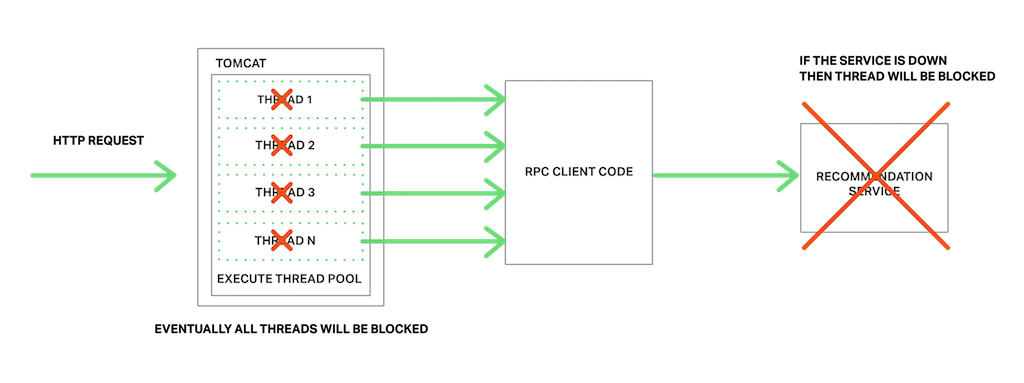 HTTP REQUEST
TOMCAT
THREAD 1
THREAD 2
THREAD 3
THREAD N
EXECUTE THREAD POOL
EVENTUALLY ALL THREADS WILL BE BLOCKED
RPC CLIENT CODE
IF THE SERVICE IS DOWN
THEN THREAD WILL BE BLOCKED
RECOMMENDATION
SERVICE